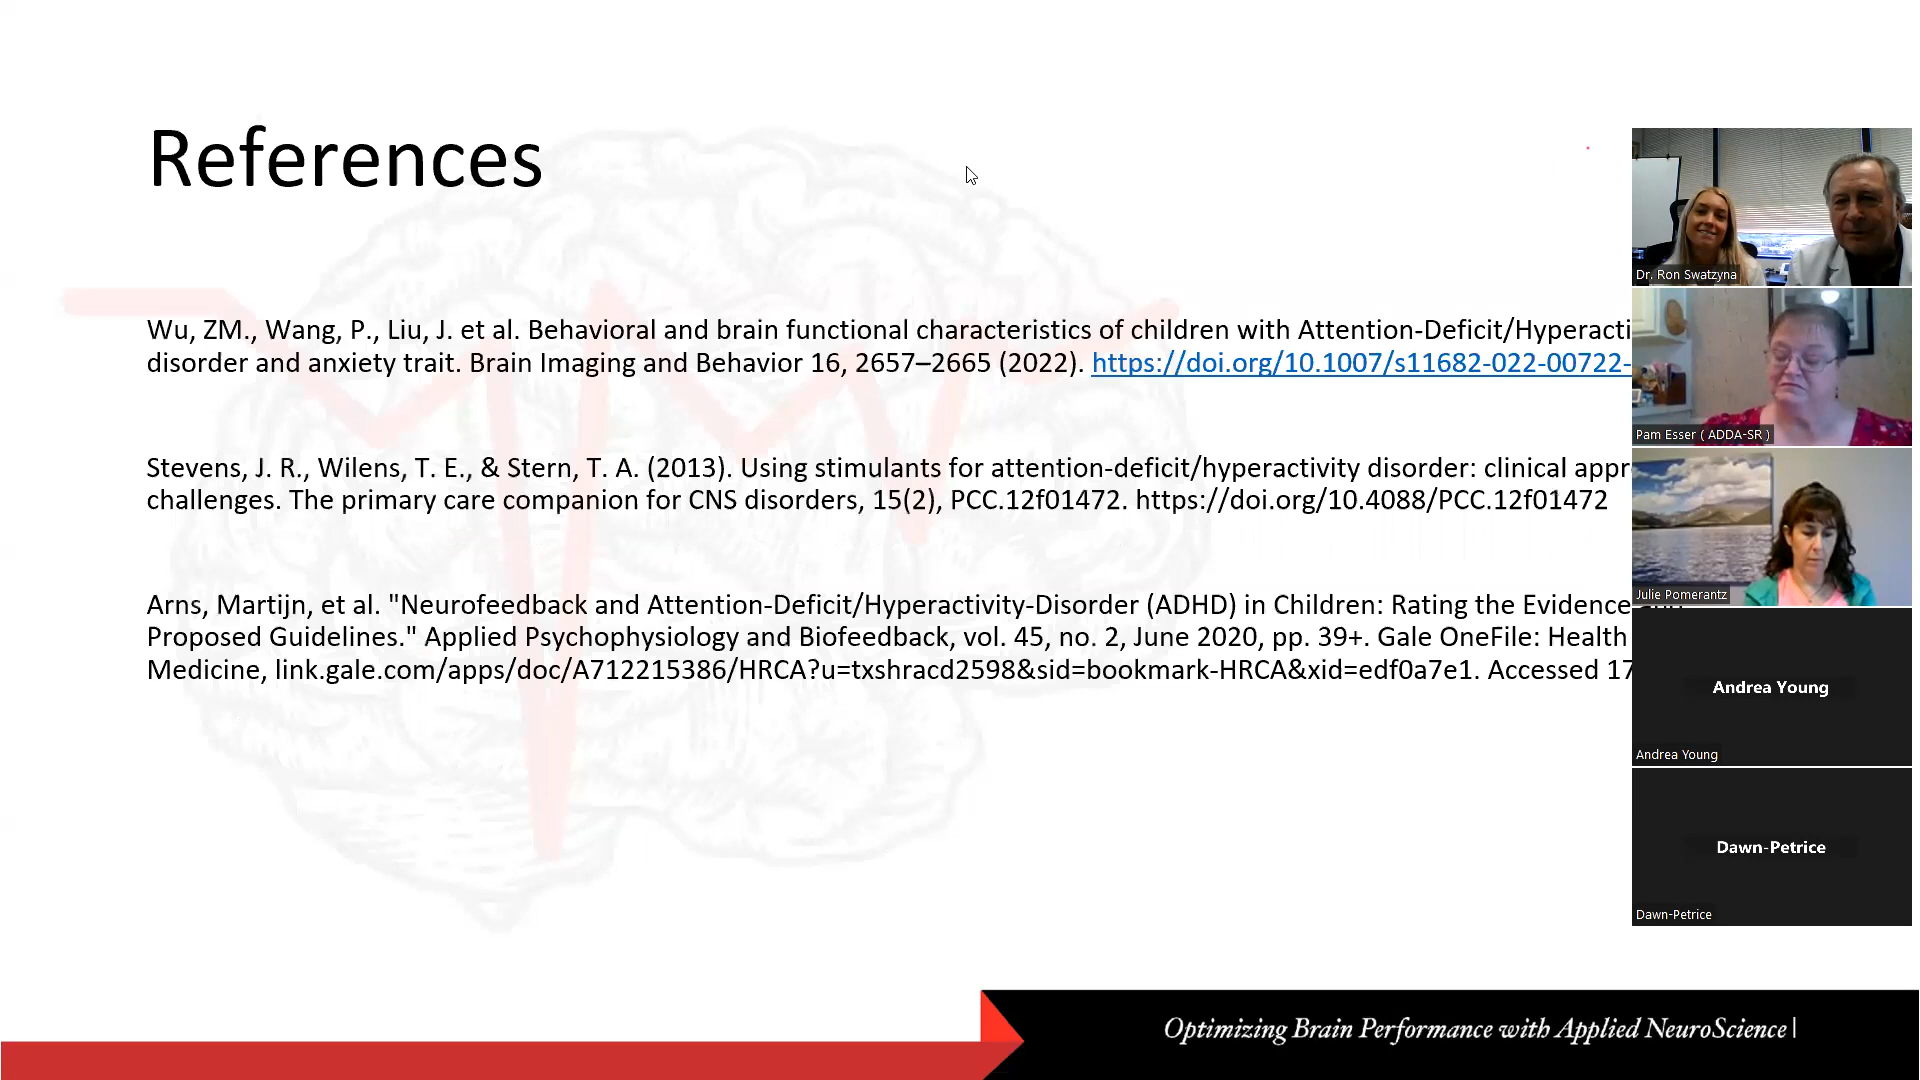 References
Wu, ZM., Wang, P., Liu, J. et al. Behavioral and brain functional characteristics of children with Attention-Deficit/Hyperacti
disorder and anxiety trait. Brain Imaging and Behavior 16, 2657–2665 (2022). https://doi.org/10.1007/s11682-022-00722-
Stevens, J. R., Wilens, T. E., & Stern, T. A. (2013). Using stimulants for attention-deficit/hyperactivity disorder: clinical appr
challenges. The primary care companion for CNS disorders, 15(2), PCC.12f01472. https://doi.org/10.4088/PCC.12f01472
Arns, Martijn, et al. "Neurofeedback and Attention-Deficit/Hyperactivity-Disorder (ADHD) in Children: Rating the Evidence and
Proposed Guidelines." Applied Psychophysiology and Biofeedback, vol. 45, no. 2, June 2020, pp. 39+. Gale OneFile: Health
Medicine, link.gale.com/apps/doc/A712215386/HRCA?u=txshracd2598&sid=bookmark-HRCA&xid=edf0a7e1. Accessed 17
Dr. Ron Swatzyna
Pam Esser ( ADDA-SR )
Julie Pomerantz
Andrea Young
Andrea Young
Dawn-Petrice
Dawn-Petrice
Optimizing Brain Performance with Applied NeuroScience |